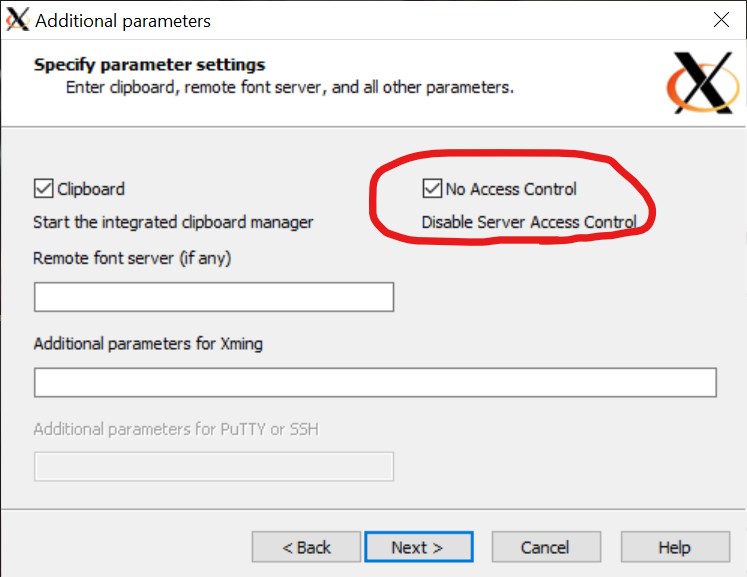 Additional parameters
Specify parameter settings
Enter clipboard, remote font server, and all other parameters.
Clipboard
No Access Control
Start the integrated clipboard manager
Disable Server Access Control
Remote font server (if any)
Additional parameters for Xming
Additional parameters for PuTTY or SSH
< Back
Next >
Cancel
Help